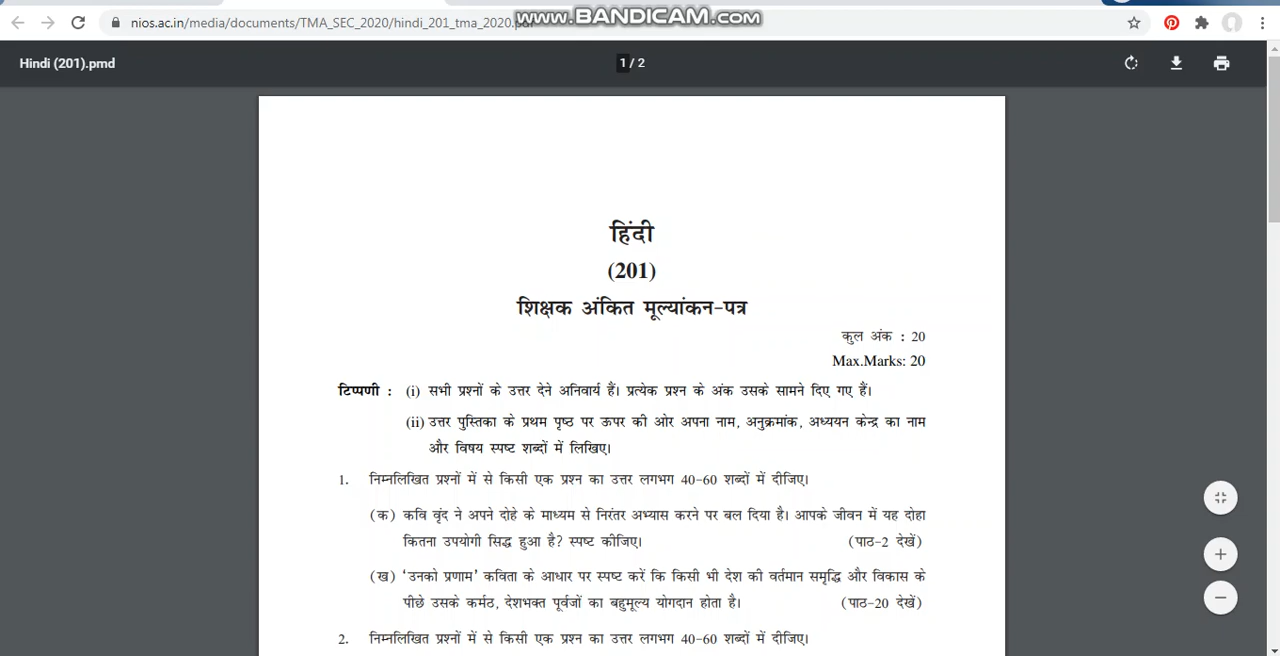 nios.ac.in/media/documents/TMA_SEC_2020/hindi_201_tma_2020.pdf
www.BANDICAM.com
Hindi (201).pmd
1 / 2
हिंदी
(201)
शिक्षक अंकित मूल्यांकन-पत्र
कुल अंक : 20
Max.Marks: 20
टिप्पणी : (i) सभी प्रश्नों के उत्तर देने अनिवार्य हैं। प्रत्येक प्रश्न के अंक उसके सामने दिए गए हैं।
(ii) उत्तर पुस्तिका के प्रथम पृष्ठ पर ऊपर की ओर अपना नाम, अनुक्रमांक, अध्ययन केन्द्र का नाम
और विषय स्पष्ट शब्दों में लिखिए।
1. निम्नलिखित प्रश्नों में से किसी एक प्रश्न का उत्तर लगभग 40-60 शब्दों में दीजिए।
(क) कवि वृंद ने अपने दोहे के माध्यम से निरंतर अभ्यास करने पर बल दिया है। आपके जीवन में यह दोहा
कितना उपयोगी सिद्ध हुआ है? स्पष्ट कीजिए। (पाठ-2 देखें)
(ख) ‘उनको प्रणाम’ कविता के आधार पर स्पष्ट करें कि किसी भी देश की वर्तमान समृद्धि और विकास के
पीछे उसके कर्मठ, देशभक्त पूर्वजों का बहुमूल्य योगदान होता है। (पाठ-20 देखें)
2. निम्नलिखित प्रश्नों में से किसी एक प्रश्न का उत्तर लगभग 40-60 शब्दों में दीजिए।